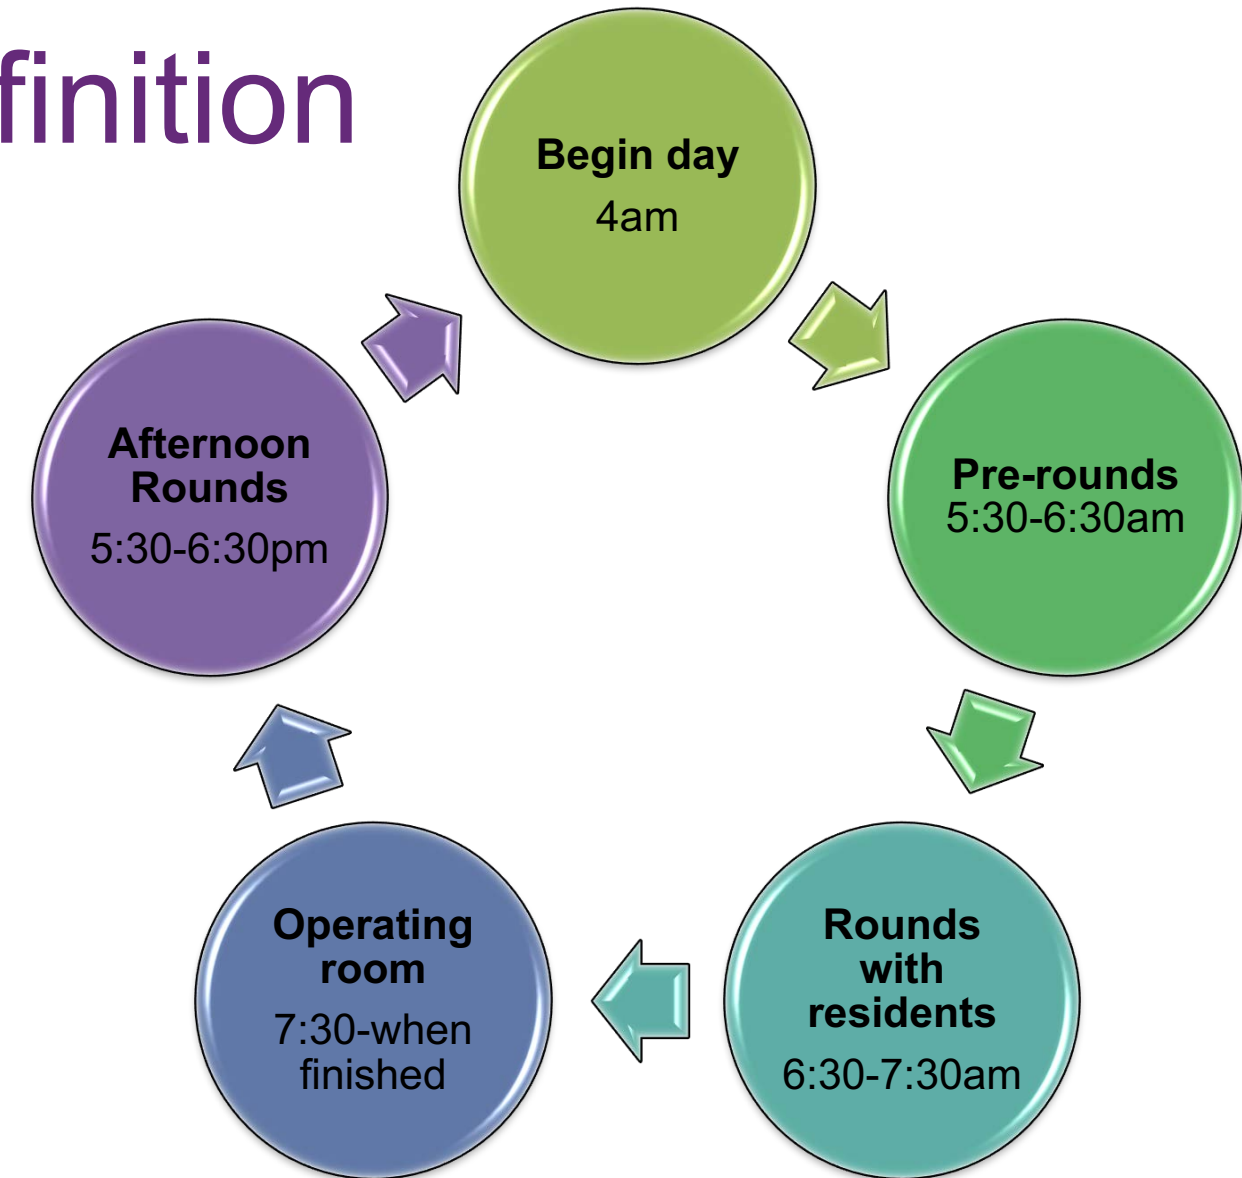 finition
Begin day
4am
Pre-rounds
5:30-6:30am
Rounds
with
residents
6:30-7:30am
Operating
room
7:30-when
finished
Afternoon
Rounds
5:30-6:30pm